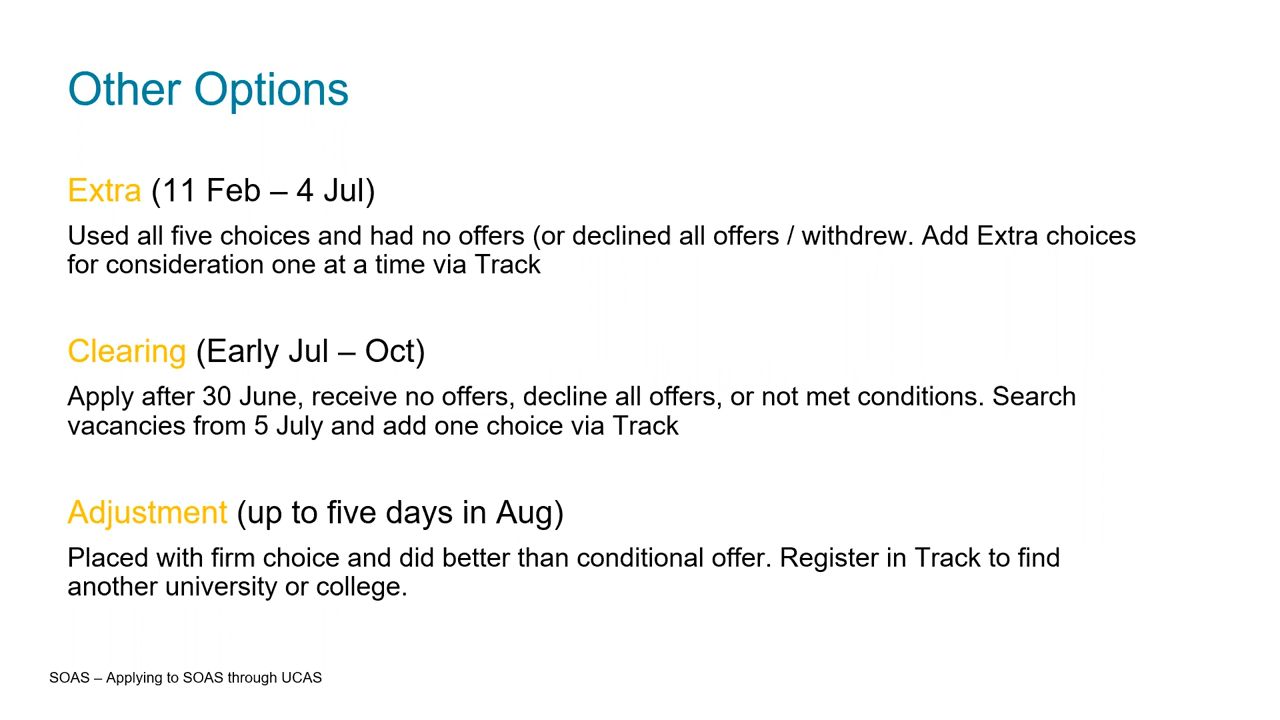 Other Options
Extra (11 Feb – 4 Jul)
Used all five choices and had no offers (or declined all offers / withdrew. Add Extra choices
for consideration one at a time via Track
Clearing (Early Jul – Oct)
Apply after 30 June, receive no offers, decline all offers, or not met conditions. Search
vacancies from 5 July and add one choice via Track
Adjustment (up to five days in Aug)
Placed with firm choice and did better than conditional offer. Register in Track to find
another university or college.
SOAS – Applying to SOAS through UCAS